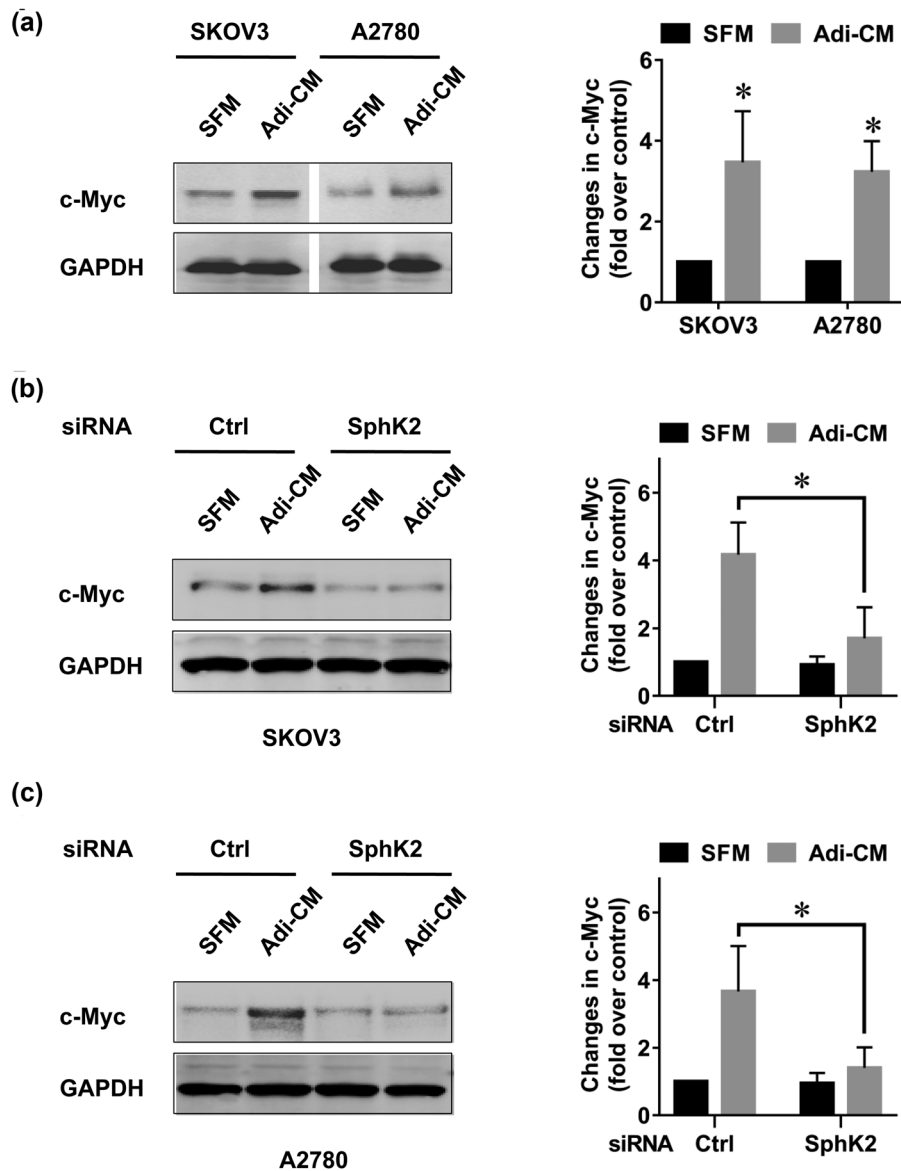 (a)
SKOV3 A2780
SFM Adi-CM SFM Adi-CM
c-Myc
GAPDH
SFM Adi-CM
Changes in c-Myc
(fold over control)
6
4
2
0
* *
SKOV3 A2780
(b)
siRNA Ctrl SphK2
SFM Adi-CM SFM Adi-CM
c-Myc
GAPDH
SKOV3
SFM Adi-CM
Changes in c-Myc
(fold over control)
6
4
2
0
*
siRNA Ctrl SphK2
(c)
siRNA Ctrl SphK2
SFM Adi-CM SFM Adi-CM
c-Myc
GAPDH
A2780
SFM Adi-CM
Changes in c-Myc
(fold over control)
6
4
2
0
*
siRNA Ctrl SphK2